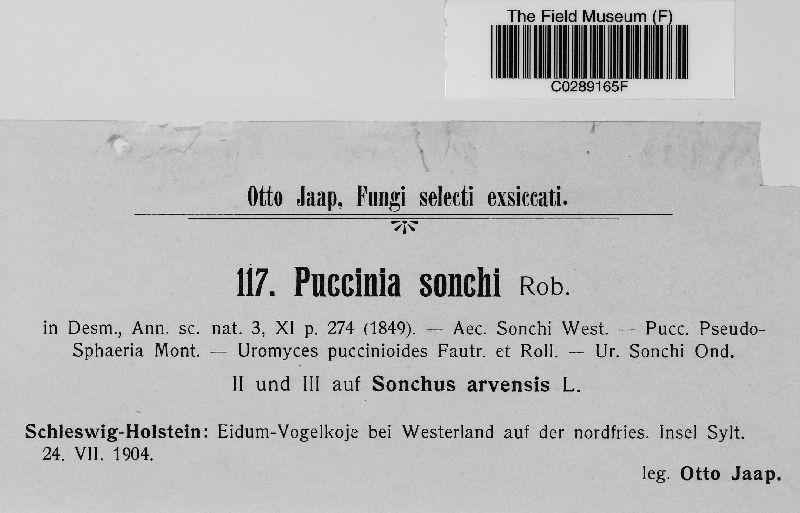 The Field Museum (F)
C0289165F
Otto Jaap, Fungi selecti exsiccati.
117. Puccinia sonchi Rob.
in Desm., Ann. sc. nat. 3, XI p. 274 (1849). — Aec. Sonchi West. — Pucc. Pseudo-
Sphaeria Mont. — Uromyces puccinioides Fautr. et Roll. — Ur. Sonchi Ond.
II und III auf Sonchus arvensis L.
Schleswig-Holstein: Eidum-Vogelkoje bei Westerland auf der nordfries. Insel Sylt.
24. VII. 1904.
leg. Otto Jaap.